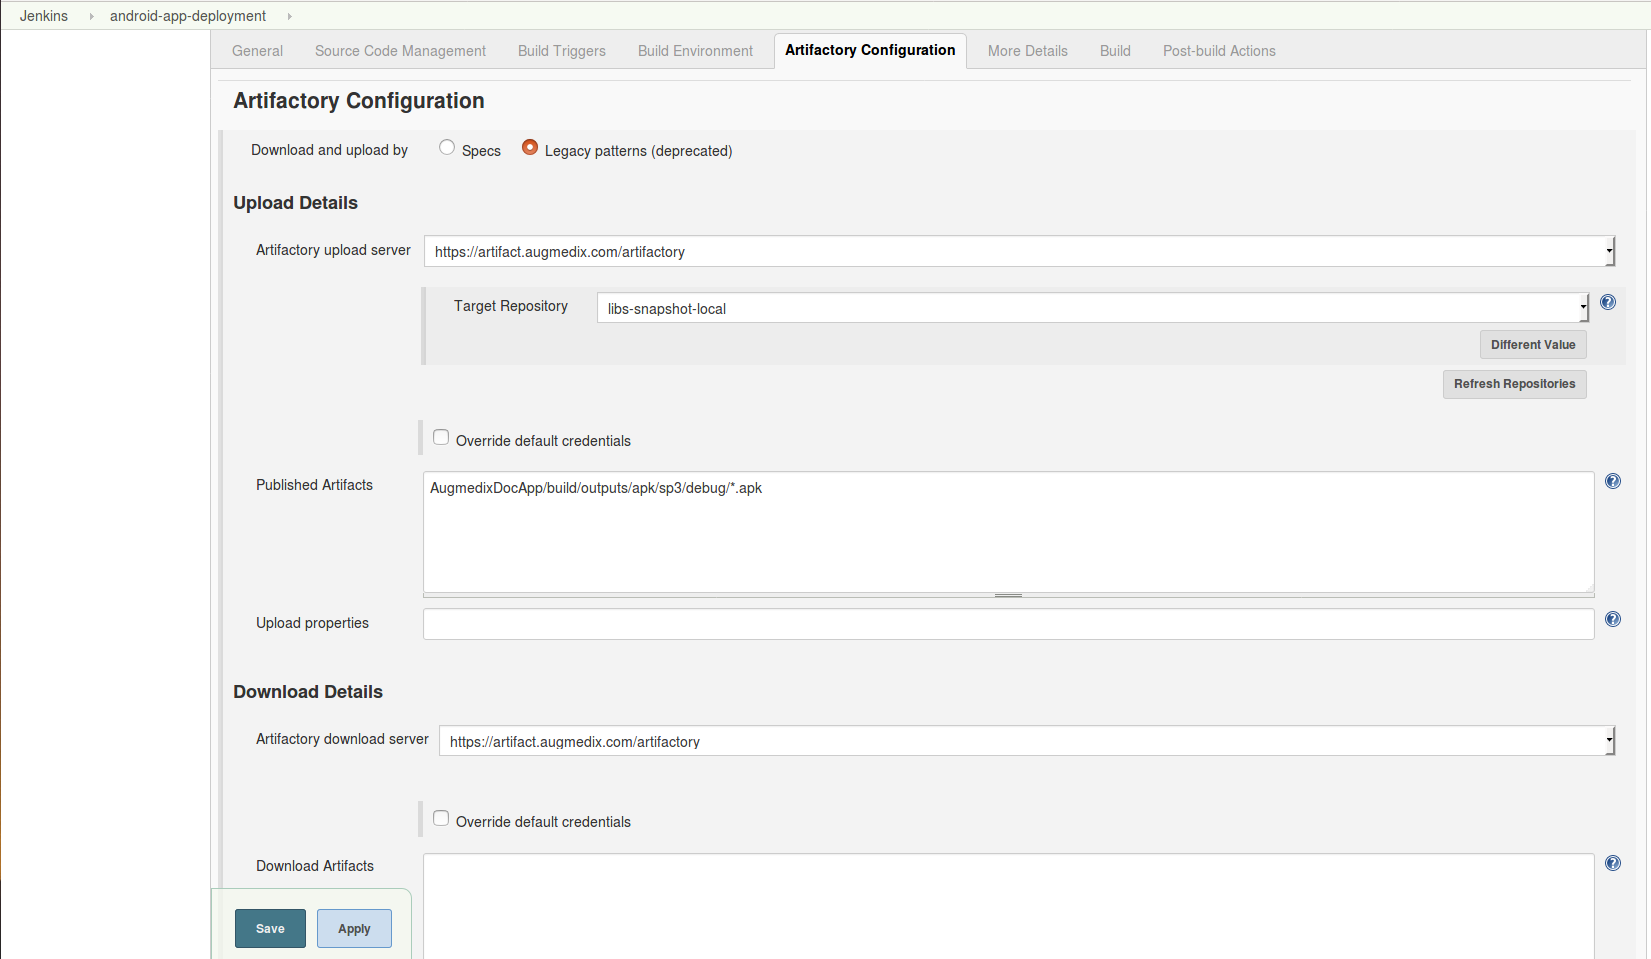 Jenkins android-app-deployment
General Source Code Management Build Triggers Build Environment Artifactory Configuration More Details Build Post-build Actions
Artifactory Configuration
Download and upload by Specs Legacy patterns (deprecated)
Upload Details
Artifactory upload server https://artifact.augmedix.com/artifactory
Target Repository libs-snapshot-local
Different Value
Refresh Repositories
Override default credentials
Published Artifacts AugmedixDocApp/build/outputs/apk/sp3/debug/*.apk
Upload properties
Download Details
Artifactory download server https://artifact.augmedix.com/artifactory
Override default credentials
Download Artifacts
Save Apply